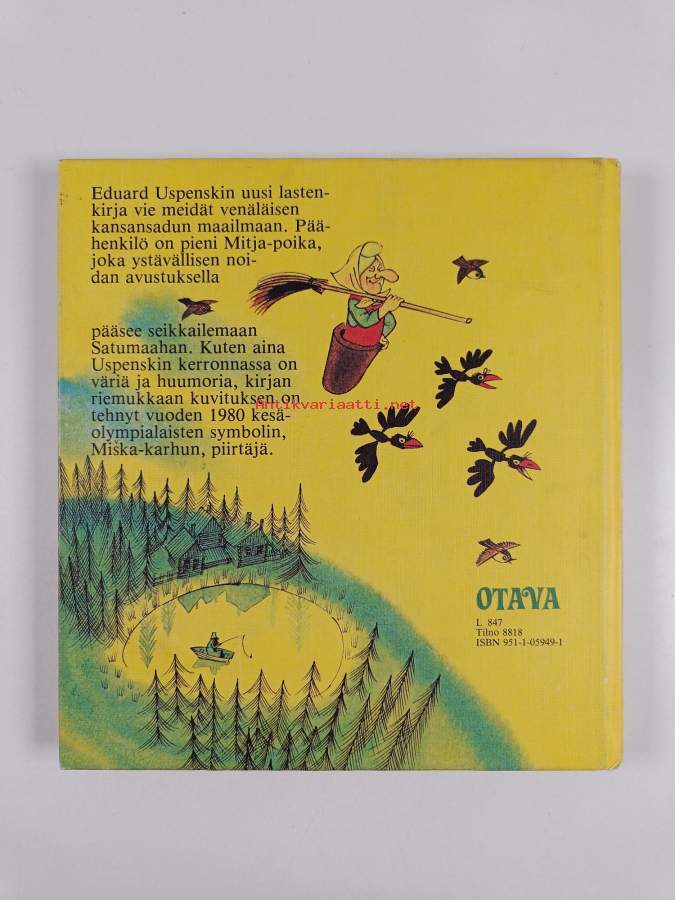 Eduard Uspenskin uusi lasten-
kirja vie meidät venäläisen
kansansadun maailmaan. Pää-
henkilö on pieni Mitja-poika,
joka ystävällisen noi-
dan avustuksella
pääsee seikkailemaan
Satumaahan. Kuten aina
Uspenskin kerronnassa on
väriä ja huumoria, kirjan
riemukkaan kuvituksen on
tehnyt vuoden 1980 kesä-
olympialaisten symbolin,
Miska-karhun, piirtäjä.
Antikvariaatti.net
OTAVA
L 847
Tilno 8818
ISBN 951-1-05949-1